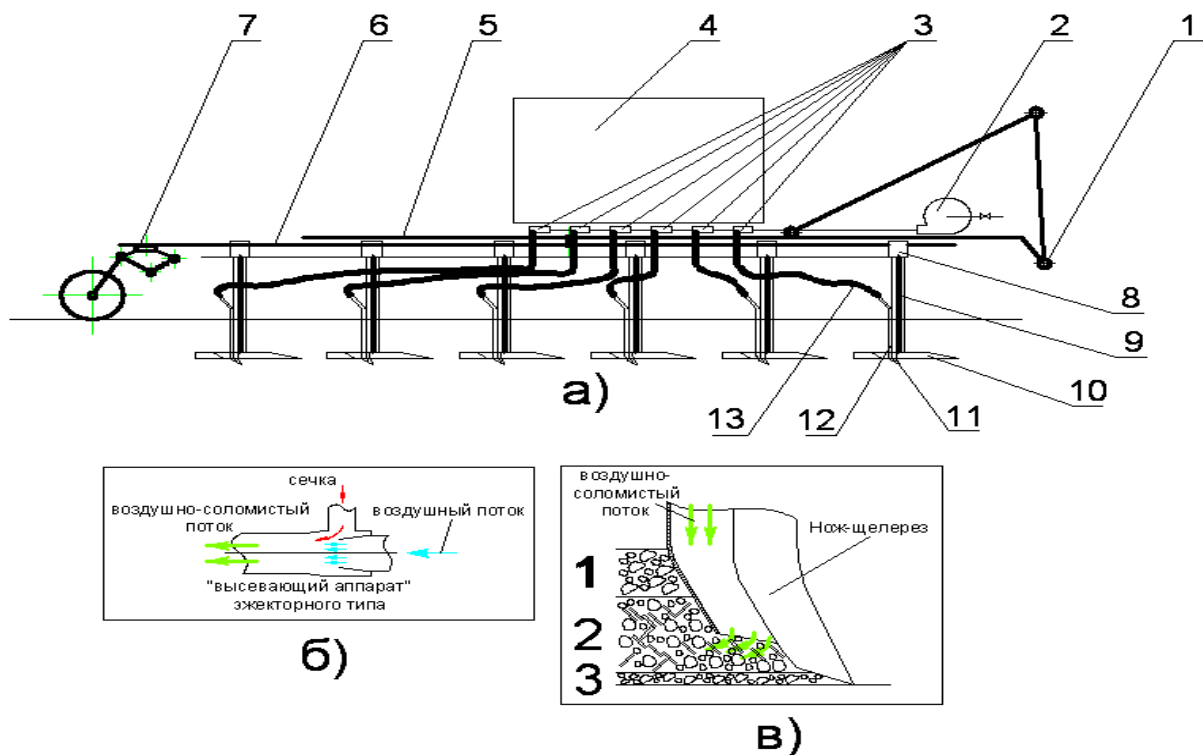 7
6
5
4
3
2
1
8
9
10
11
12
13
а)
сечка
воздушно-соломистый
поток
воздушный поток
"высевающий аппарат"
эжекторного типа
б)
воздушно-
соломистый
поток
Нож-щелерез
1
2
3
в)